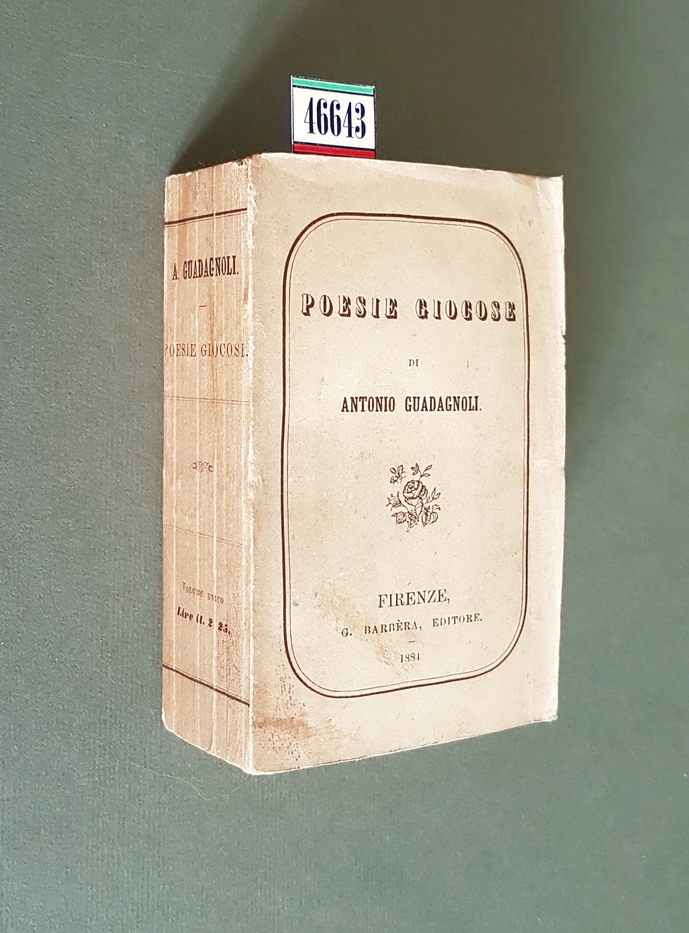 46643
A. GUADAGNOLI.
POESIE GIOCOSI.
VOLUME UNICO
Lire it. 2. 25.
POESIE GIOCOSE
DI
ANTONIO GUADAGNOLI.
FIRENZE,
G. BARBÈRA, EDITORE.
1881